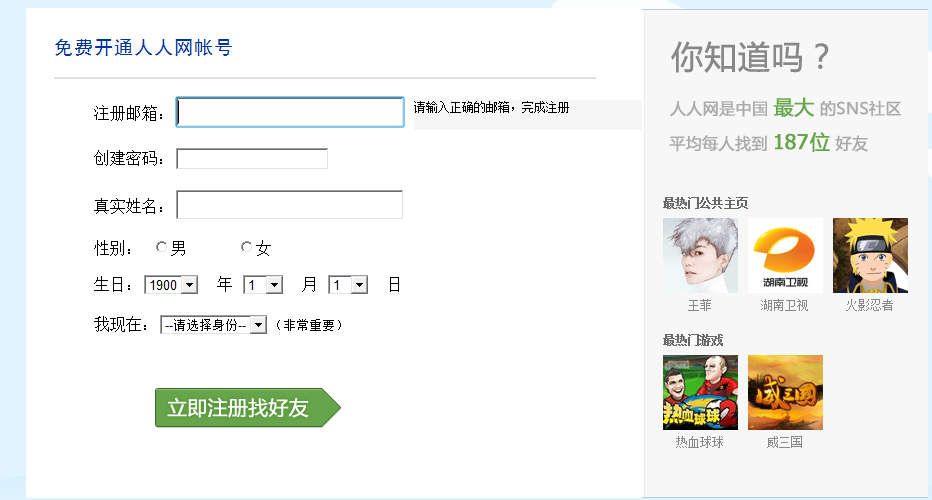 免费开通人人网帐号
注册邮箱：
请输入正确的邮箱，完成注册
创建密码：
真实姓名：
性别： 男 女
生日： 1900 年 1 月 1 日
我现在： --请选择身份-- （非常重要）
立即注册找好友
你知道吗？
人人网是中国 最大 的SNS社区
平均每人找到 187位 好友
最热门公共主页
湖南卫视
王菲 湖南卫视 火影忍者
最热门游戏
热血球球2
威三國
热血球球 威三国